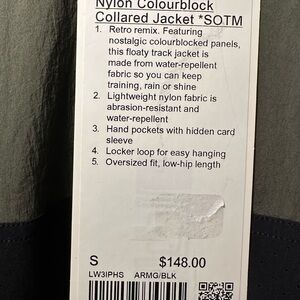 Nylon Colourblock
Collared Jacket *SOTM
1. Retro remix. Featuring
nostalgic colourblocked panels,
this floaty track jacket is
made from water-repellent
fabric so you can keep
training, rain or shine
2. Lightweight nylon fabric is
abrasion-resistant and
water-repellent
3. Hand pockets with hidden card
sleeve
4. Locker loop for easy hanging
5. Oversized fit, low-hip length
S $148.00
LW3IPHS ARMG/BLK